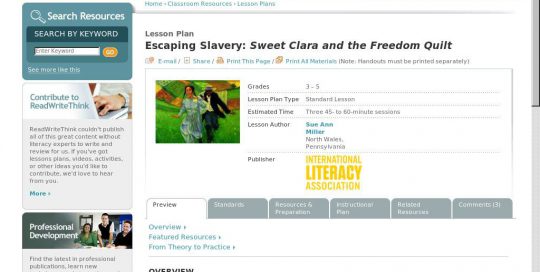 Home › Classroom Resources › Lesson Plans
Search Resources
SEARCH BY KEYWORD
Enter Keyword
GO
See more like this
Contribute to
ReadWriteThink
ReadWriteThink couldn't publish
all of this great content without
literacy experts to write and
review for us. If you've got
lessons plans, videos, activities,
or other ideas you'd like to
contribute, we'd love to hear
from you.
More ›
Professional
Development
Find the latest in professional
publications, learn new
Lesson Plan
Escaping Slavery: Sweet Clara and the Freedom Quilt
E-mail / Share / Print This Page / Print All Materials (Note: Handouts must be printed separately)
Grades 3 – 5
Lesson Plan Type Standard Lesson
Estimated Time Three 45- to 60-minute sessions
Lesson Author Sue Ann
Miller
North Wales,
Pennsylvania
Publisher
INTERNATIONAL
LITERACY
ASSOCIATION
Preview Standards Resources & Preparation Instructional Plan Related Resources Comments (3)
Overview ›
Featured Resources ›
From Theory to Practice ›
OVERVIEW